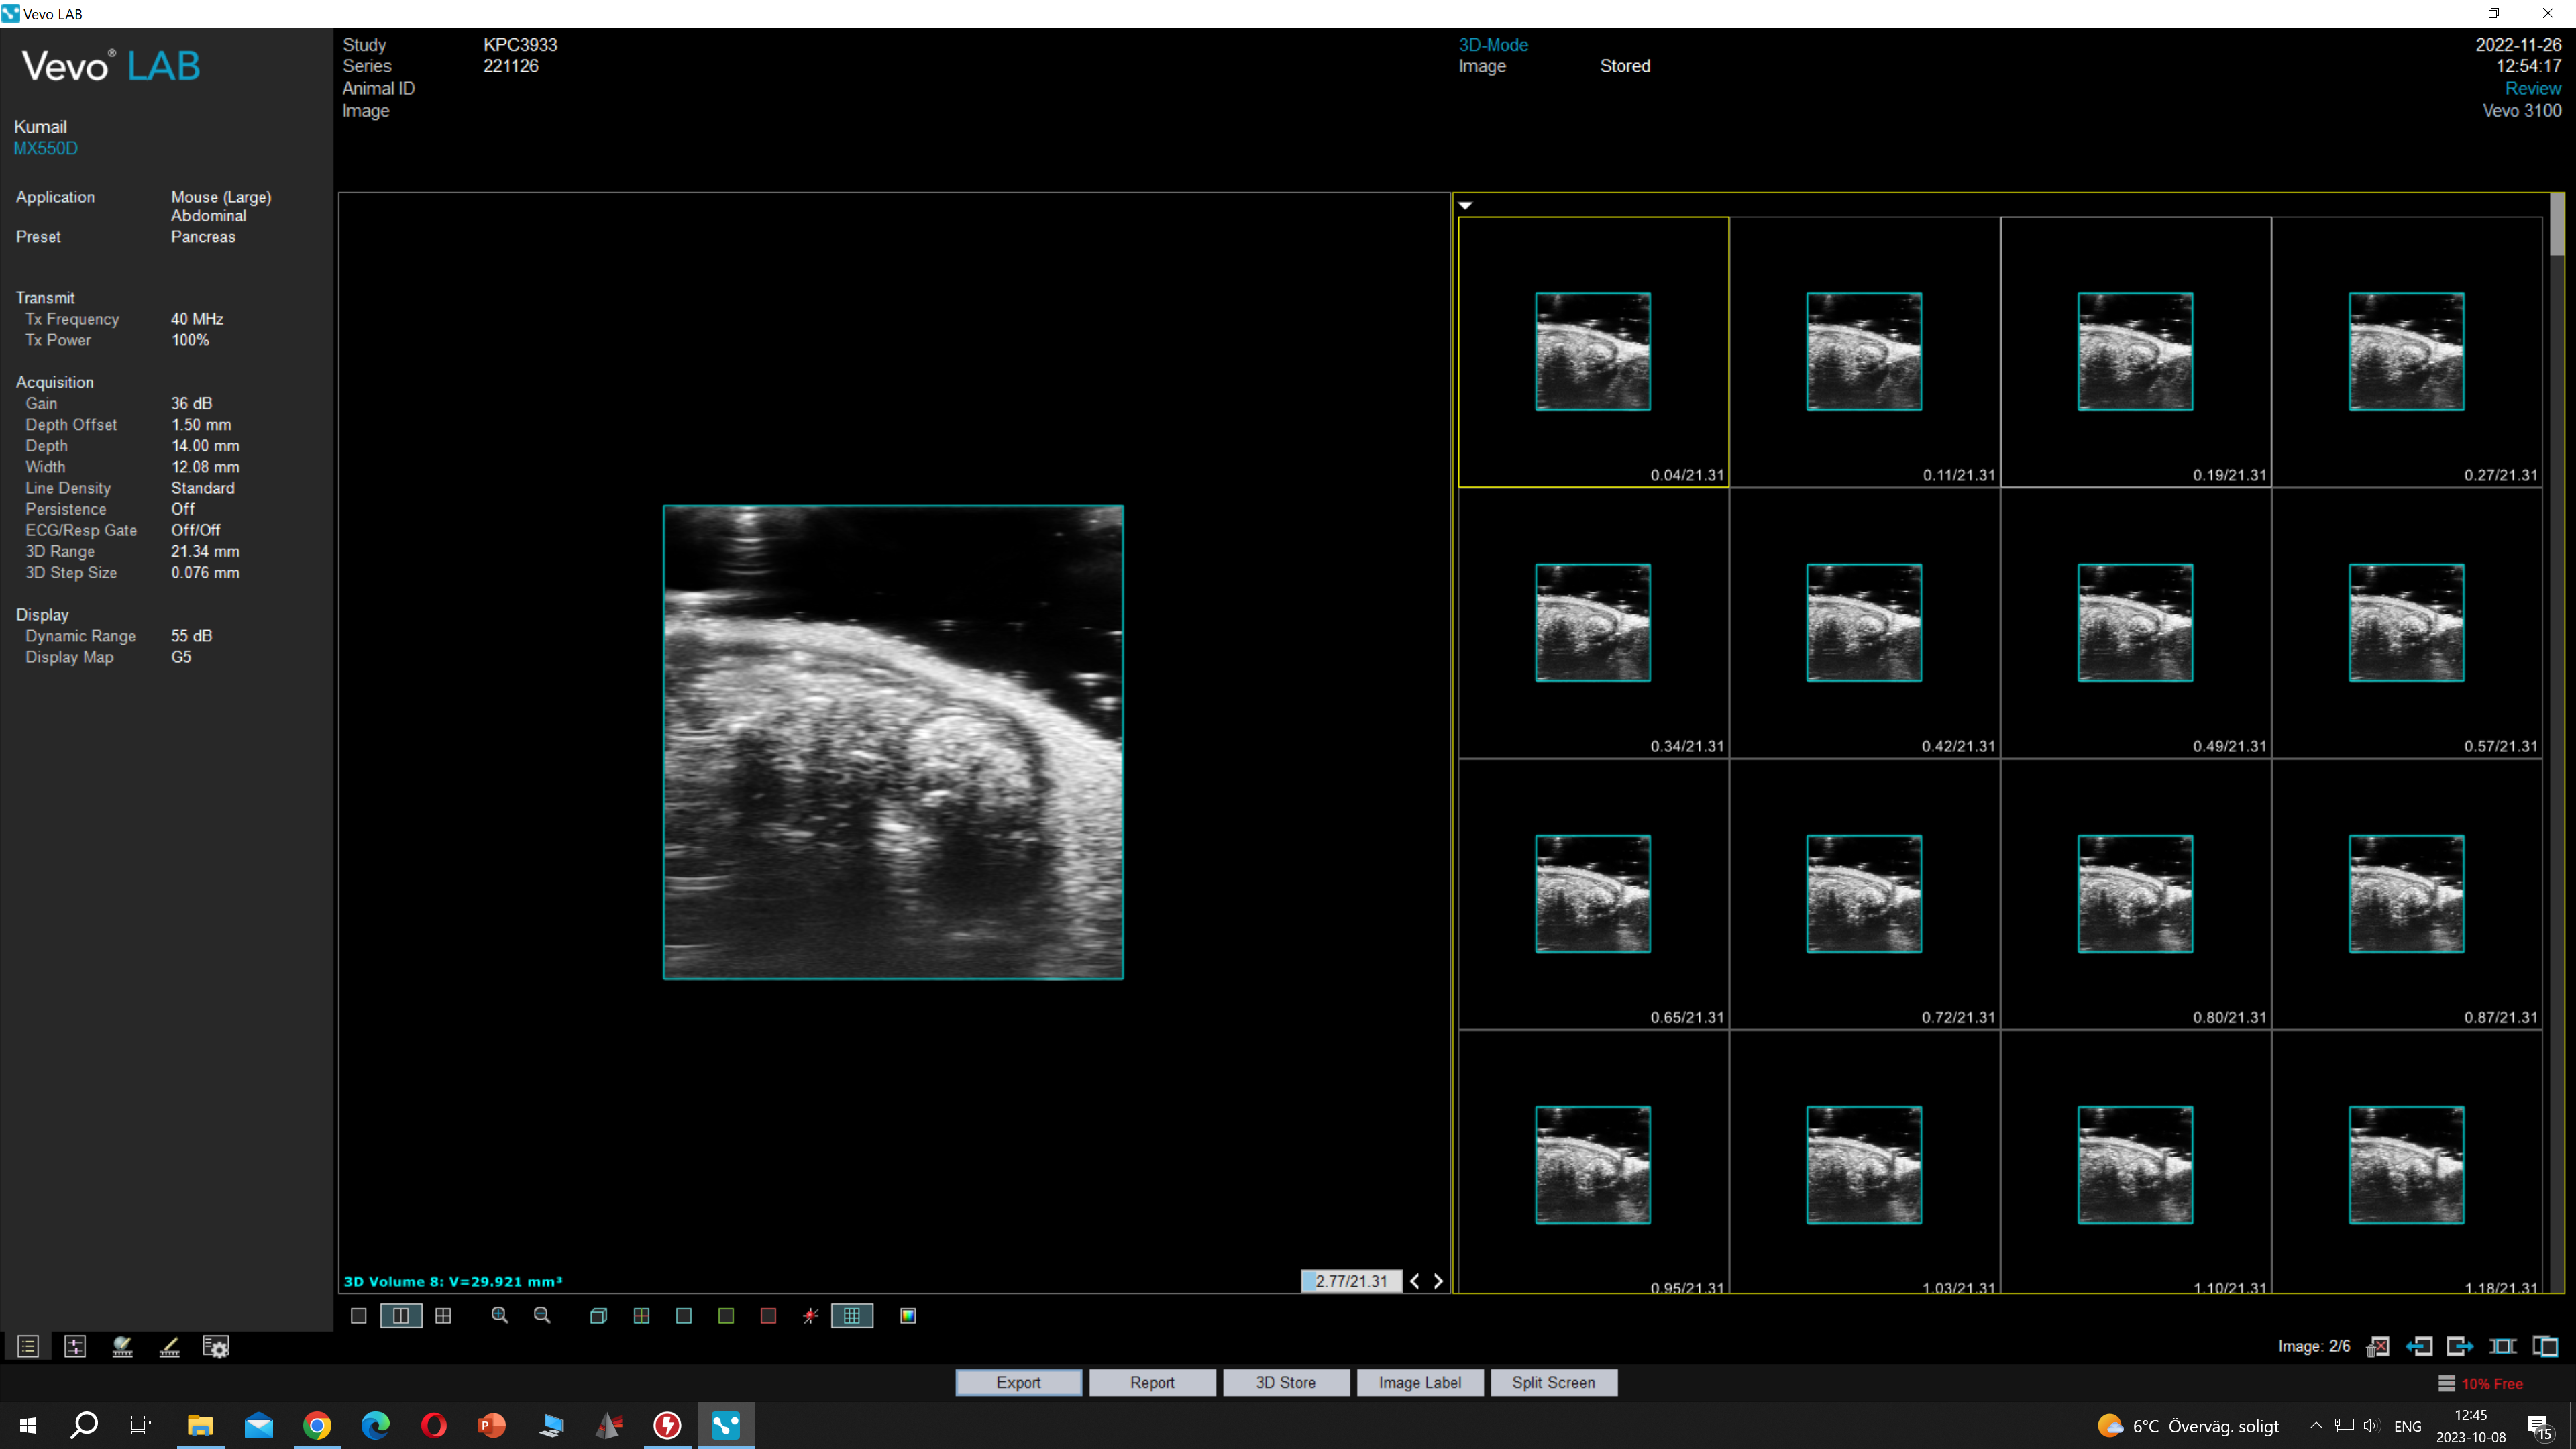 Vevo LAB
Vevo® LAB
Kumail
MX550D
Application Mouse (Large)
Abdominal
Preset Pancreas
Transmit
Tx Frequency 40 MHz
Tx Power 100%
Acquisition
Gain 36 dB
Depth Offset 1.50 mm
Depth 14.00 mm
Width 12.08 mm
Line Density Standard
Persistence Off
ECG/Resp Gate Off/Off
3D Range 21.34 mm
3D Step Size 0.076 mm
Display
Dynamic Range 55 dB
Display Map G5
Study KPC3933
Series 221126
Animal ID
Image
3D-Mode
Image Stored
2022-11-26
12:54:17
Review
Vevo 3100
0.04/21.31 0.11/21.31 0.19/21.31 0.27/21.31
0.34/21.31 0.42/21.31 0.49/21.31 0.57/21.31
0.65/21.31 0.72/21.31 0.80/21.31 0.87/21.31
0.95/21.31 1.03/21.31 1.10/21.31 1.18/21.31
3D Volume 8: V=29.921 mm³
2.77/21.31
Image: 2/6
Export Report 3D Store Image Label Split Screen
10% Free
6°C Överväg. soligt
ENG
12:45
2023-10-08
15